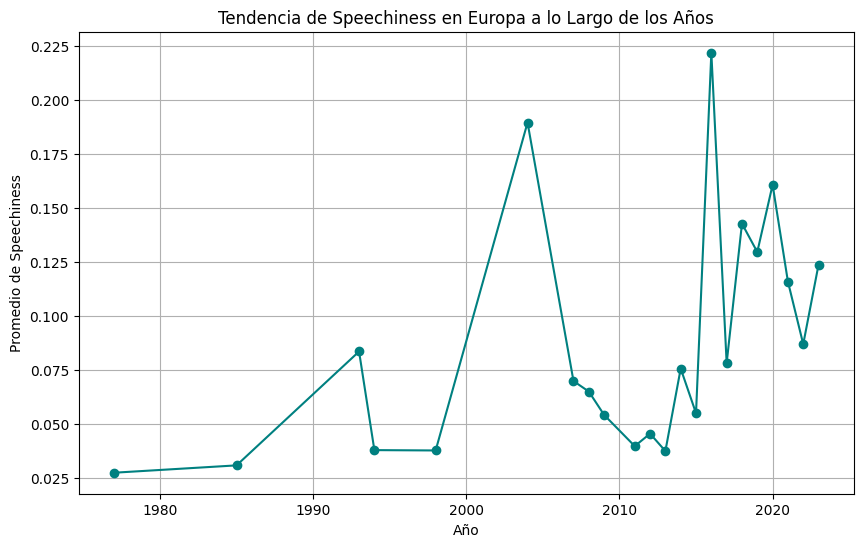 Tendencia de Speechiness en Europa a lo Largo de los Años
0.225
0.200
0.175
0.150
0.125
0.100
0.075
0.050
0.025
Promedio de Speechiness
1980 1990 2000 2010 2020
Año